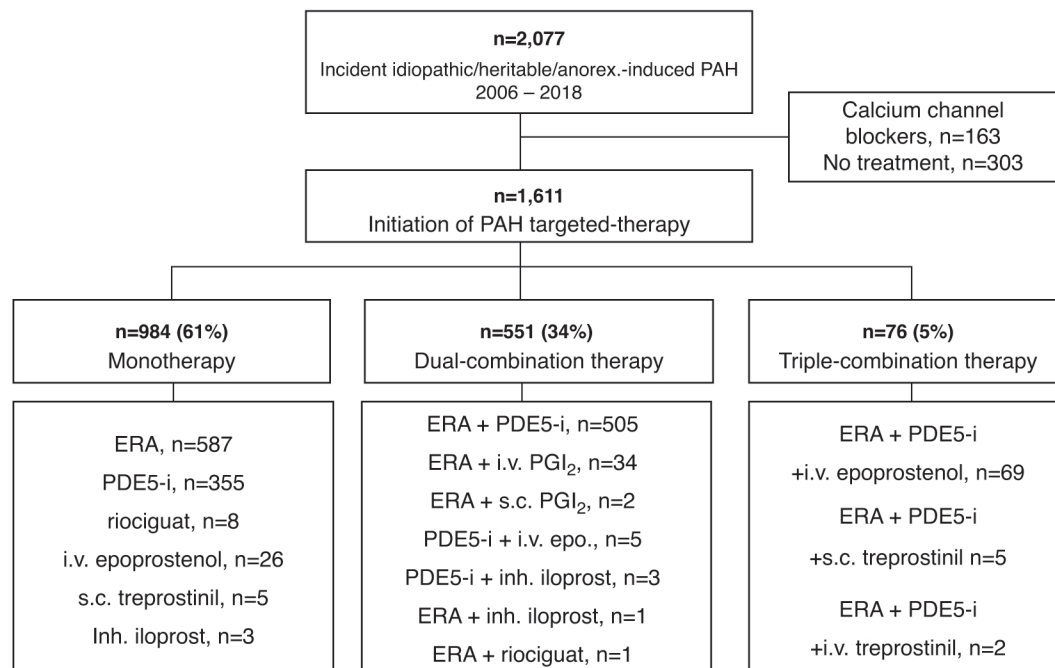 n=2,077
Incident idiopathic/heritable/anorex.-induced PAH
2006 – 2018
Calcium channel
blockers, n=163
No treatment, n=303
n=1,611
Initiation of PAH targeted-therapy
n=984 (61%)
Monotherapy
n=551 (34%)
Dual-combination therapy
n=76 (5%)
Triple-combination therapy
ERA, n=587
PDE5-i, n=355
riociguat, n=8
i.v. epoprostenol, n=26
s.c. treprostinil, n=5
Inh. iloprost, n=3
ERA + PDE5-i, n=505
ERA + i.v. PGI₂, n=34
ERA + s.c. PGI₂, n=2
PDE5-i + i.v. epo., n=5
PDE5-i + inh. iloprost, n=3
ERA + inh. iloprost, n=1
ERA + riociguat, n=1
ERA + PDE5-i
+i.v. epoprostenol, n=69
ERA + PDE5-i
+s.c. treprostinil n=5
ERA + PDE5-i
+i.v. treprostinil, n=2